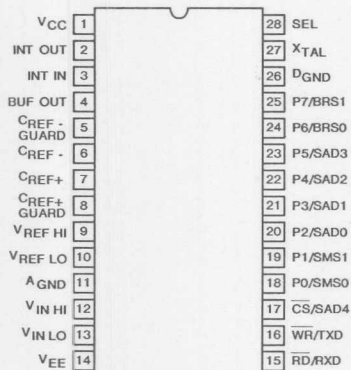 VCC 1 28 SEL
INT OUT 2 27 XTAL
INT IN 3 26 DGND
BUF OUT 4 25 P7/BRS1
CREF - GUARD 5 24 P6/BRS0
CREF - 6 23 P5/SAD3
CREF+ 7 22 P4/SAD2
CREF+ GUARD 8 21 P3/SAD1
VREF HI 9 20 P2/SAD0
VREF LO 10 19 P1/SMS1
AGND 11 18 P0/SMS0
VIN HI 12 17 C̅S̅/SAD4
VIN LO 13 16 W̅R̅/TXD
VEE 14 15 R̅D̅/RXD